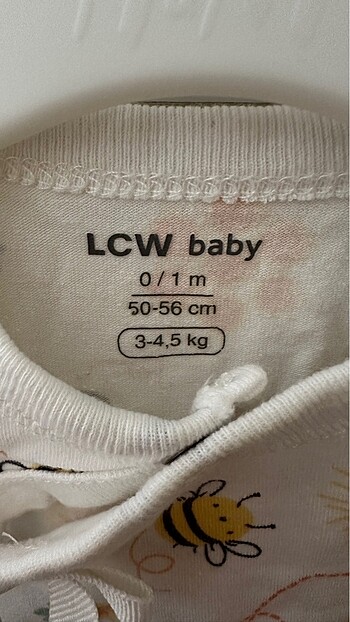 LCW baby
0 / 1 m
50-56 cm
3-4,5 kg